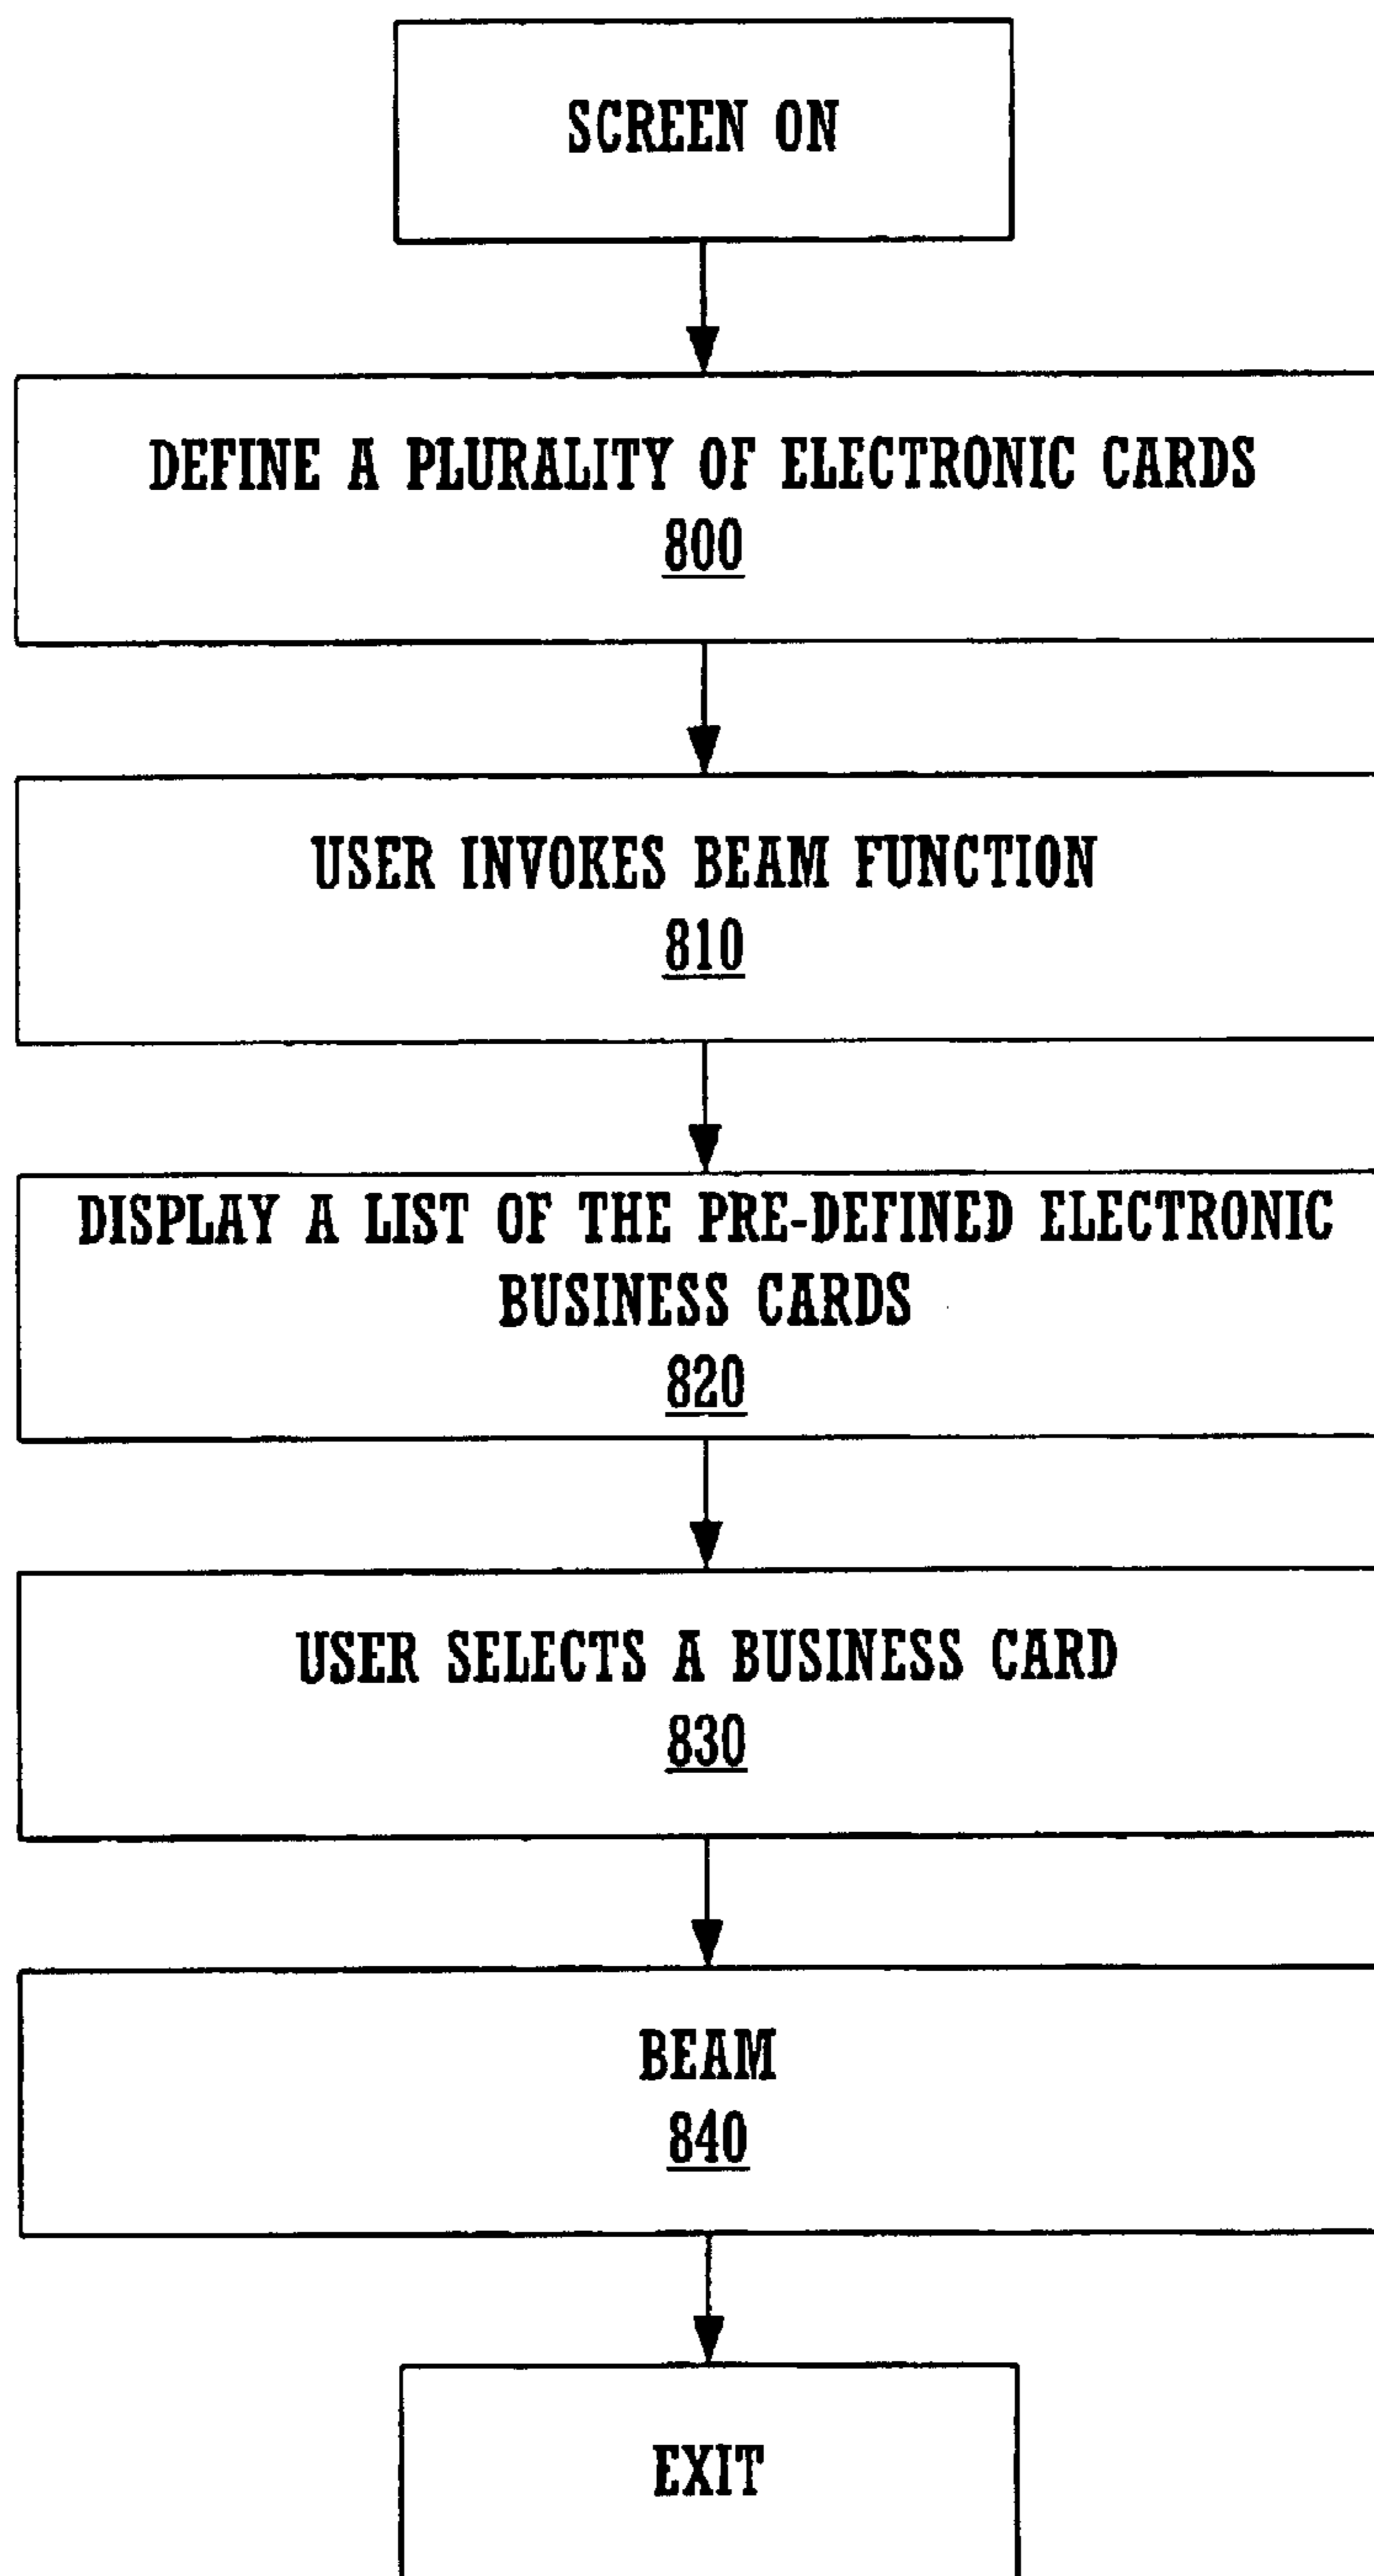 SCREEN ON
DEFINE A PLURALITY OF ELECTRONIC CARDS
800
USER INVOKES BEAM FUNCTION
810
DISPLAY A LIST OF THE PRE-DEFINED ELECTRONIC
BUSINESS CARDS
820
USER SELECTS A BUSINESS CARD
830
BEAM
840
EXIT